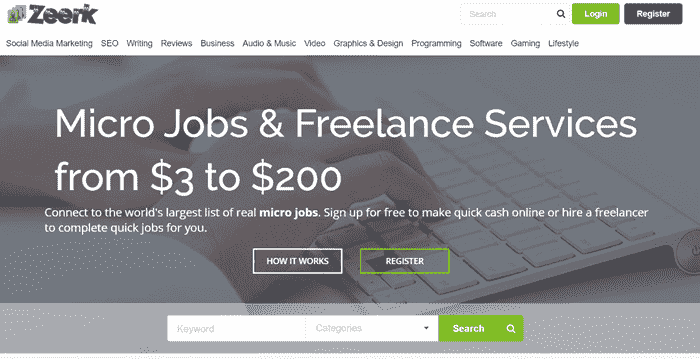 Zeerk
Search
Login
Register
Social Media Marketing SEO Writing Reviews Business Audio & Music Video Graphics & Design Programming Software Gaming Lifestyle
Micro Jobs & Freelance Services
from $3 to $200
Connect to the world's largest list of real micro jobs. Sign up for free to make quick cash online or hire a freelancer
to complete quick jobs for you.
HOW IT WORKS
REGISTER
Keyword
Categories
Search